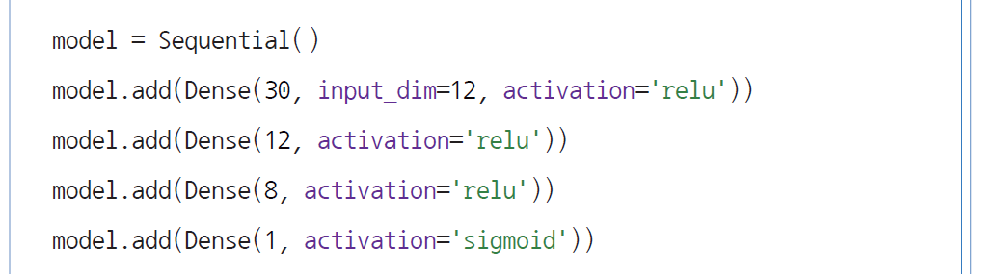 model = Sequential()
model.add(Dense(30, input_dim=12, activation='relu'))
model.add(Dense(12, activation='relu'))
model.add(Dense(8, activation='relu'))
model.add(Dense(1, activation='sigmoid'))